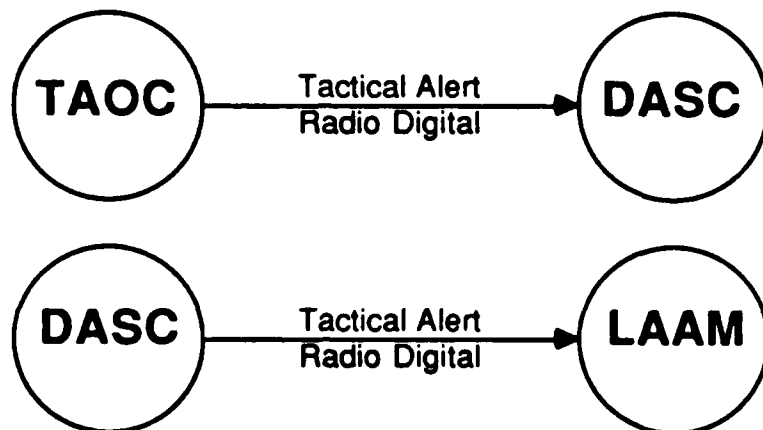 TAOC
Tactical Alert
Radio Digital
DASC
DASC
Tactical Alert
Radio Digital
LAAM